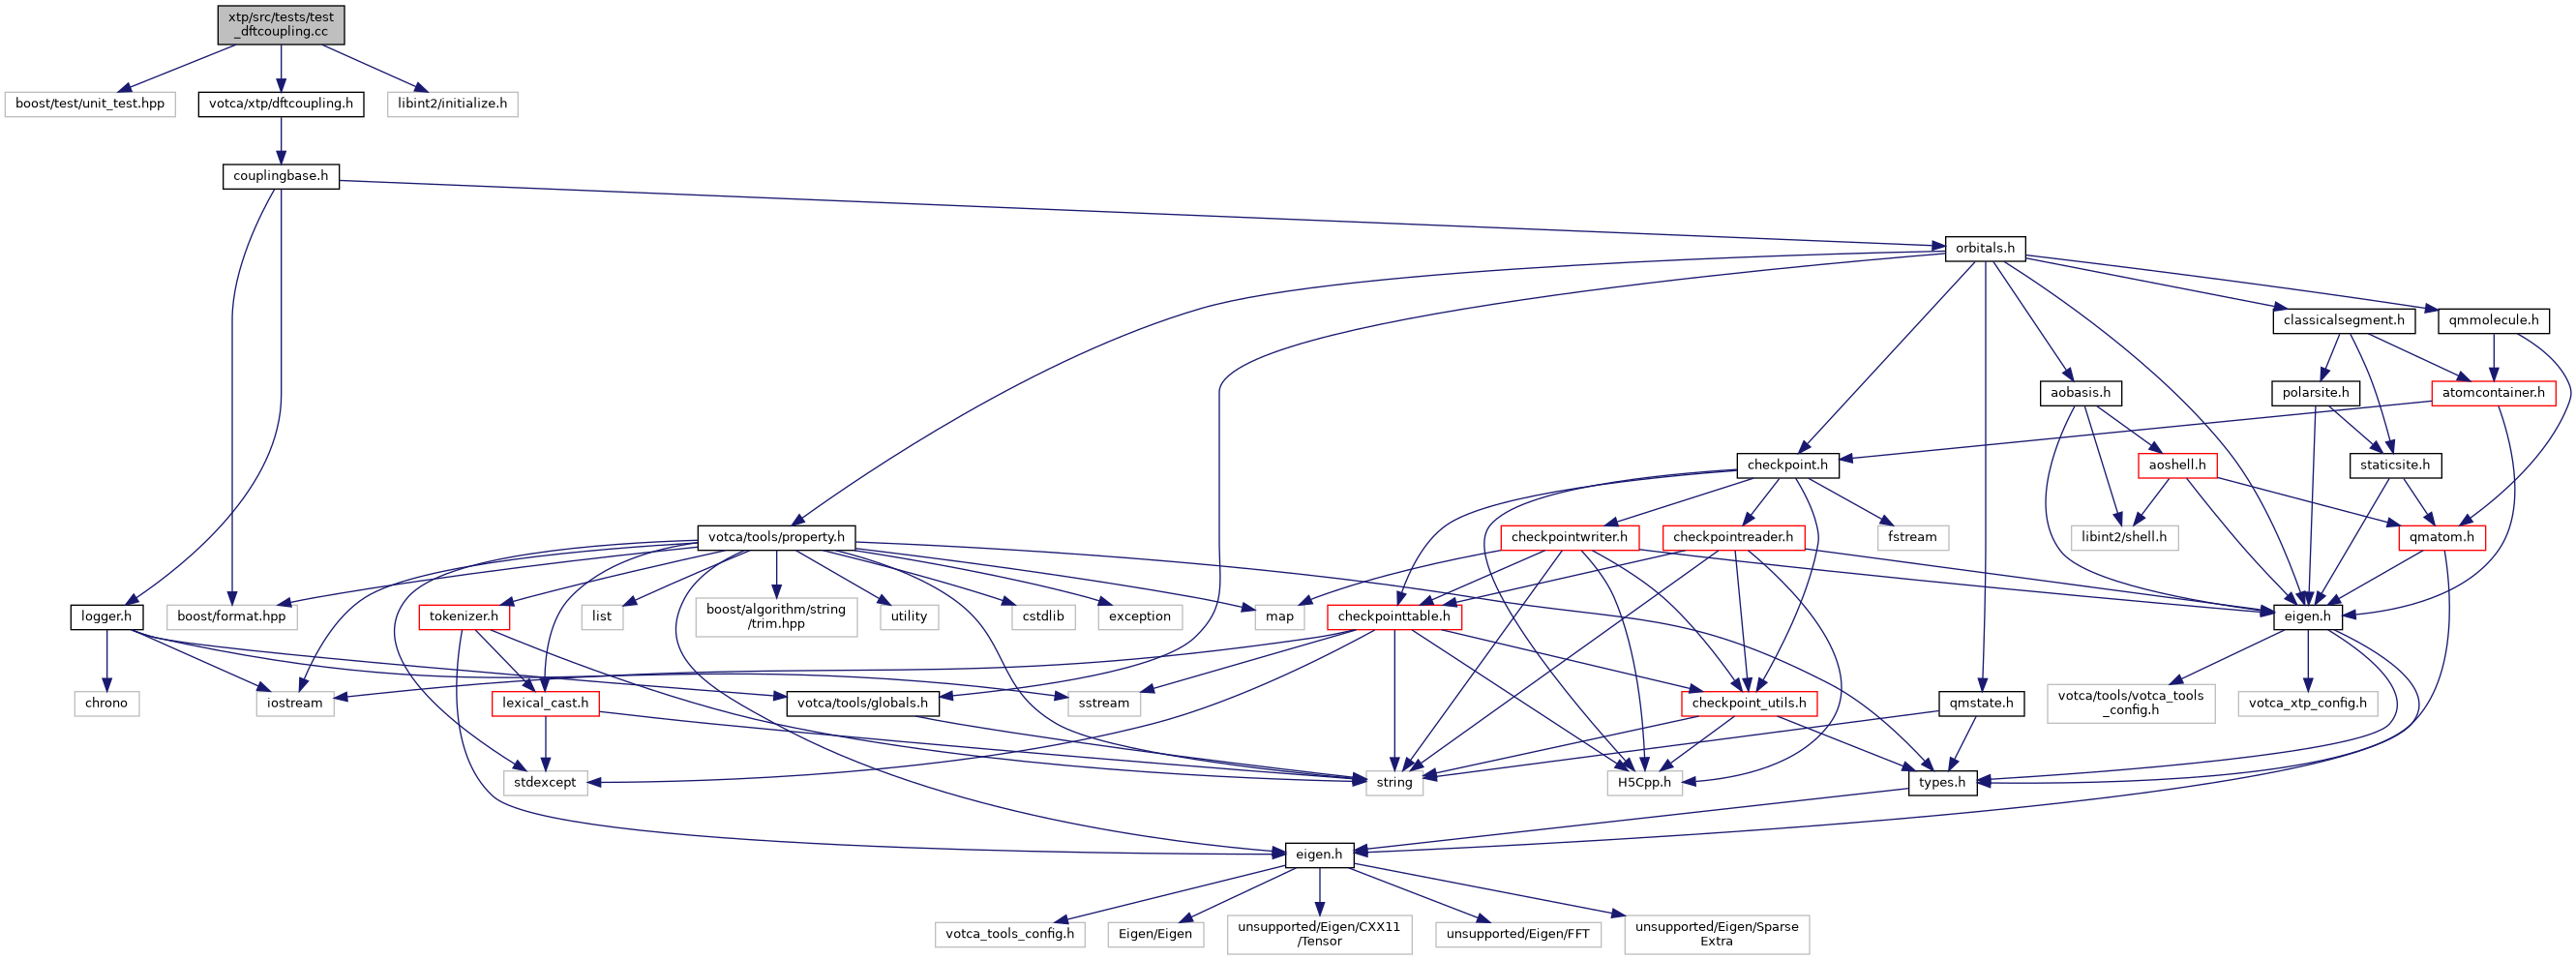 xtp/src/tests/test
_dftcoupling.cc
boost/test/unit_test.hpp
votca/xtp/dftcoupling.h
libint2/initialize.h
couplingbase.h
orbitals.h
classicalsegment.h
qmmolecule.h
aobasis.h
polarsite.h
atomcontainer.h
checkpoint.h
aoshell.h
staticsite.h
votca/tools/property.h
checkpointwriter.h
checkpointreader.h
fstream
libint2/shell.h
qmatom.h
logger.h
boost/format.hpp
tokenizer.h
list
boost/algorithm/string
/trim.hpp
utility
cstdlib
exception
map
checkpointtable.h
eigen.h
chrono
iostream
lexical_cast.h
votca/tools/globals.h
sstream
checkpoint_utils.h
qmstate.h
votca/tools/votca_tools
_config.h
votca_xtp_config.h
stdexcept
string
H5Cpp.h
types.h
eigen.h
votca_tools_config.h
Eigen/Eigen
unsupported/Eigen/CXX11
/Tensor
unsupported/Eigen/FFT
unsupported/Eigen/Sparse
Extra